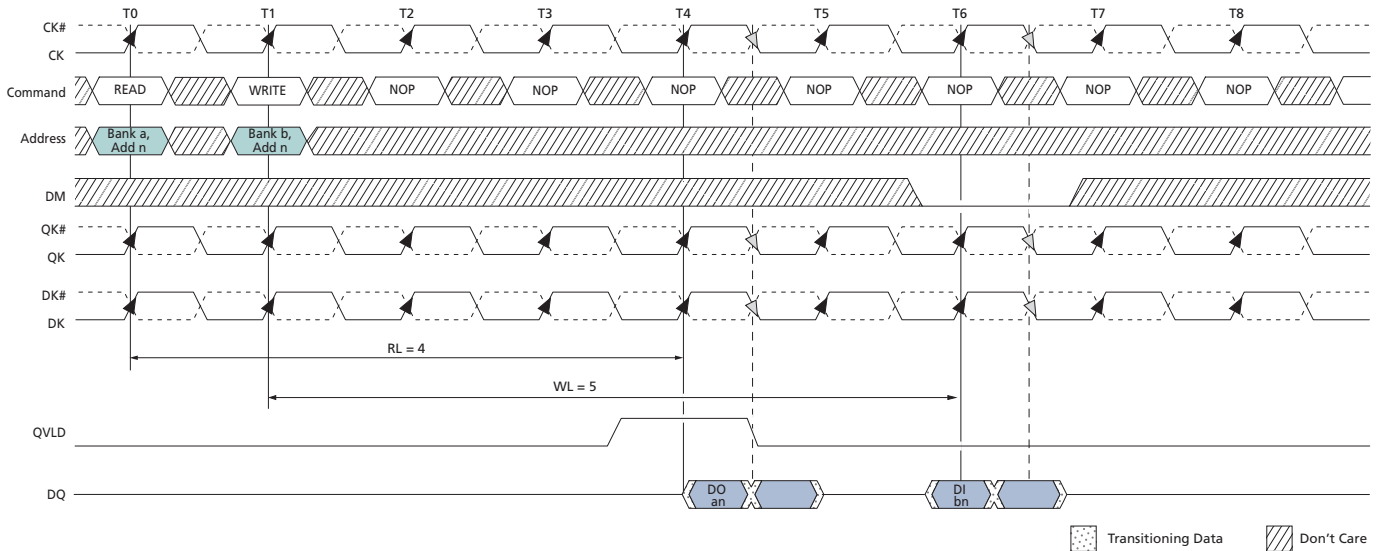 T0 T1 T2 T3 T4 T5 T6 T7 T8
CK#
CK
Command READ WRITE NOP NOP NOP NOP NOP NOP NOP
Address Bank a, Bank b,
Add n Add n
DM
QK#
QK
DK#
DK
RL = 4
WL = 5
QVLD
DQ DO DI
an bn
Transitioning Data Don't Care